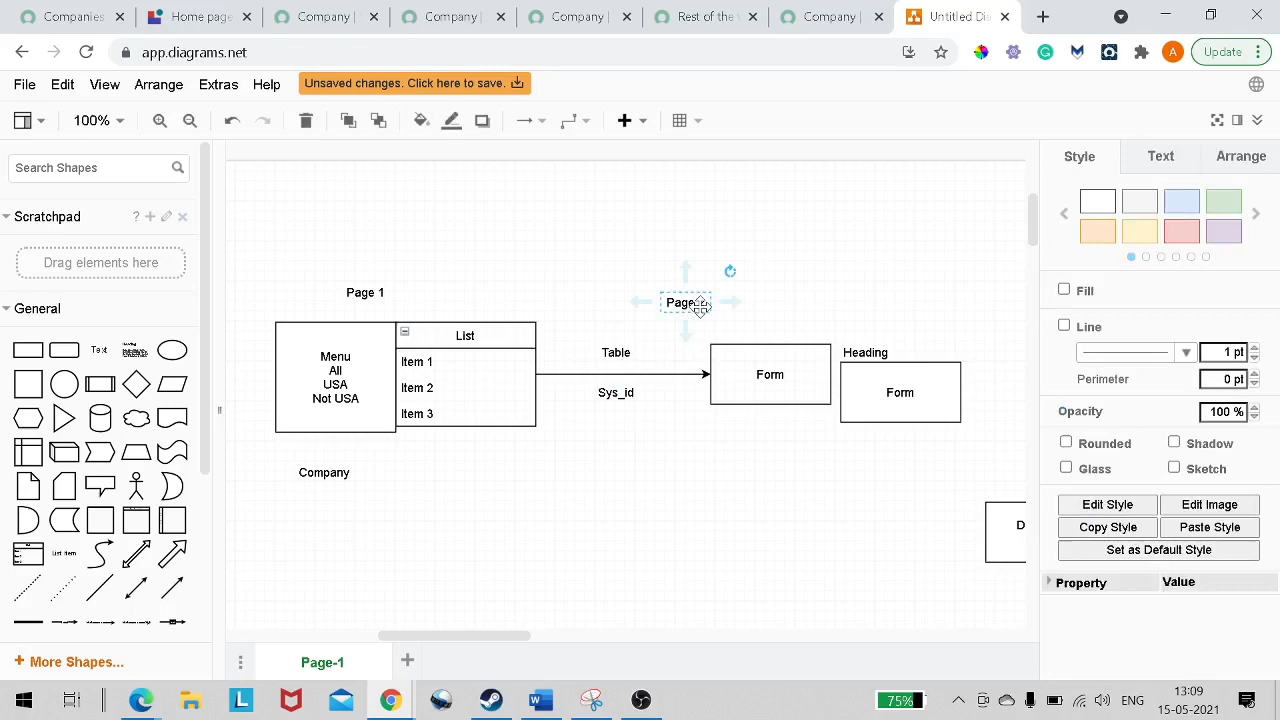 Companies
Home
Company
Company
Company
Rest of the
Company
Untitled Dia
app.diagrams.net
A
Update
File
Edit
View
Arrange
Extras
Help
Unsaved changes. Click here to save.
100%
Search Shapes
Scratchpad
?
Drag elements here
General
Text
List Item
More Shapes...
Page 1
Menu
All
USA
Not USA
List
Item 1
Item 2
Item 3
Company
Table
Sys_id
Page
Form
Heading
Form
D
Page-1
Style
Text
Arrange
Fill
Line
1 pt
Perimeter
0 pt
Opacity
100 %
Rounded
Shadow
Glass
Sketch
Edit Style
Edit Image
Copy Style
Paste Style
Set as Default Style
Property
Value
L
75%
ENG
13:09
15-05-2021